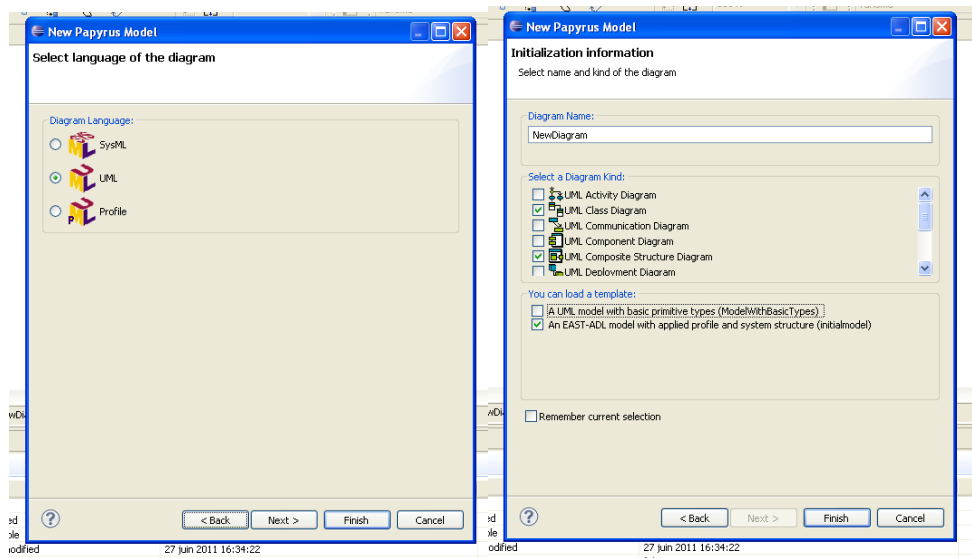 New Papyrus Model
Select language of the diagram
Diagram Language:
SysML
UML
Profile
< Back
Next >
Finish
Cancel
27 juin 2011 16:34:22
New Papyrus Model
Initialization information
Select name and kind of the diagram
Diagram Name:
NewDiagram
Select a Diagram Kind:
UML Activity Diagram
UML Class Diagram
UML Communication Diagram
UML Component Diagram
UML Composite Structure Diagram
UML Deployment Diagram
You can load a template:
A UML model with basic primitive types (ModelWithBasicTypes)
An EAST-ADL model with applied profile and system structure (initialmodel)
Remember current selection
< Back
Next >
Finish
Cancel
odified
27 juin 2011 16:34:22